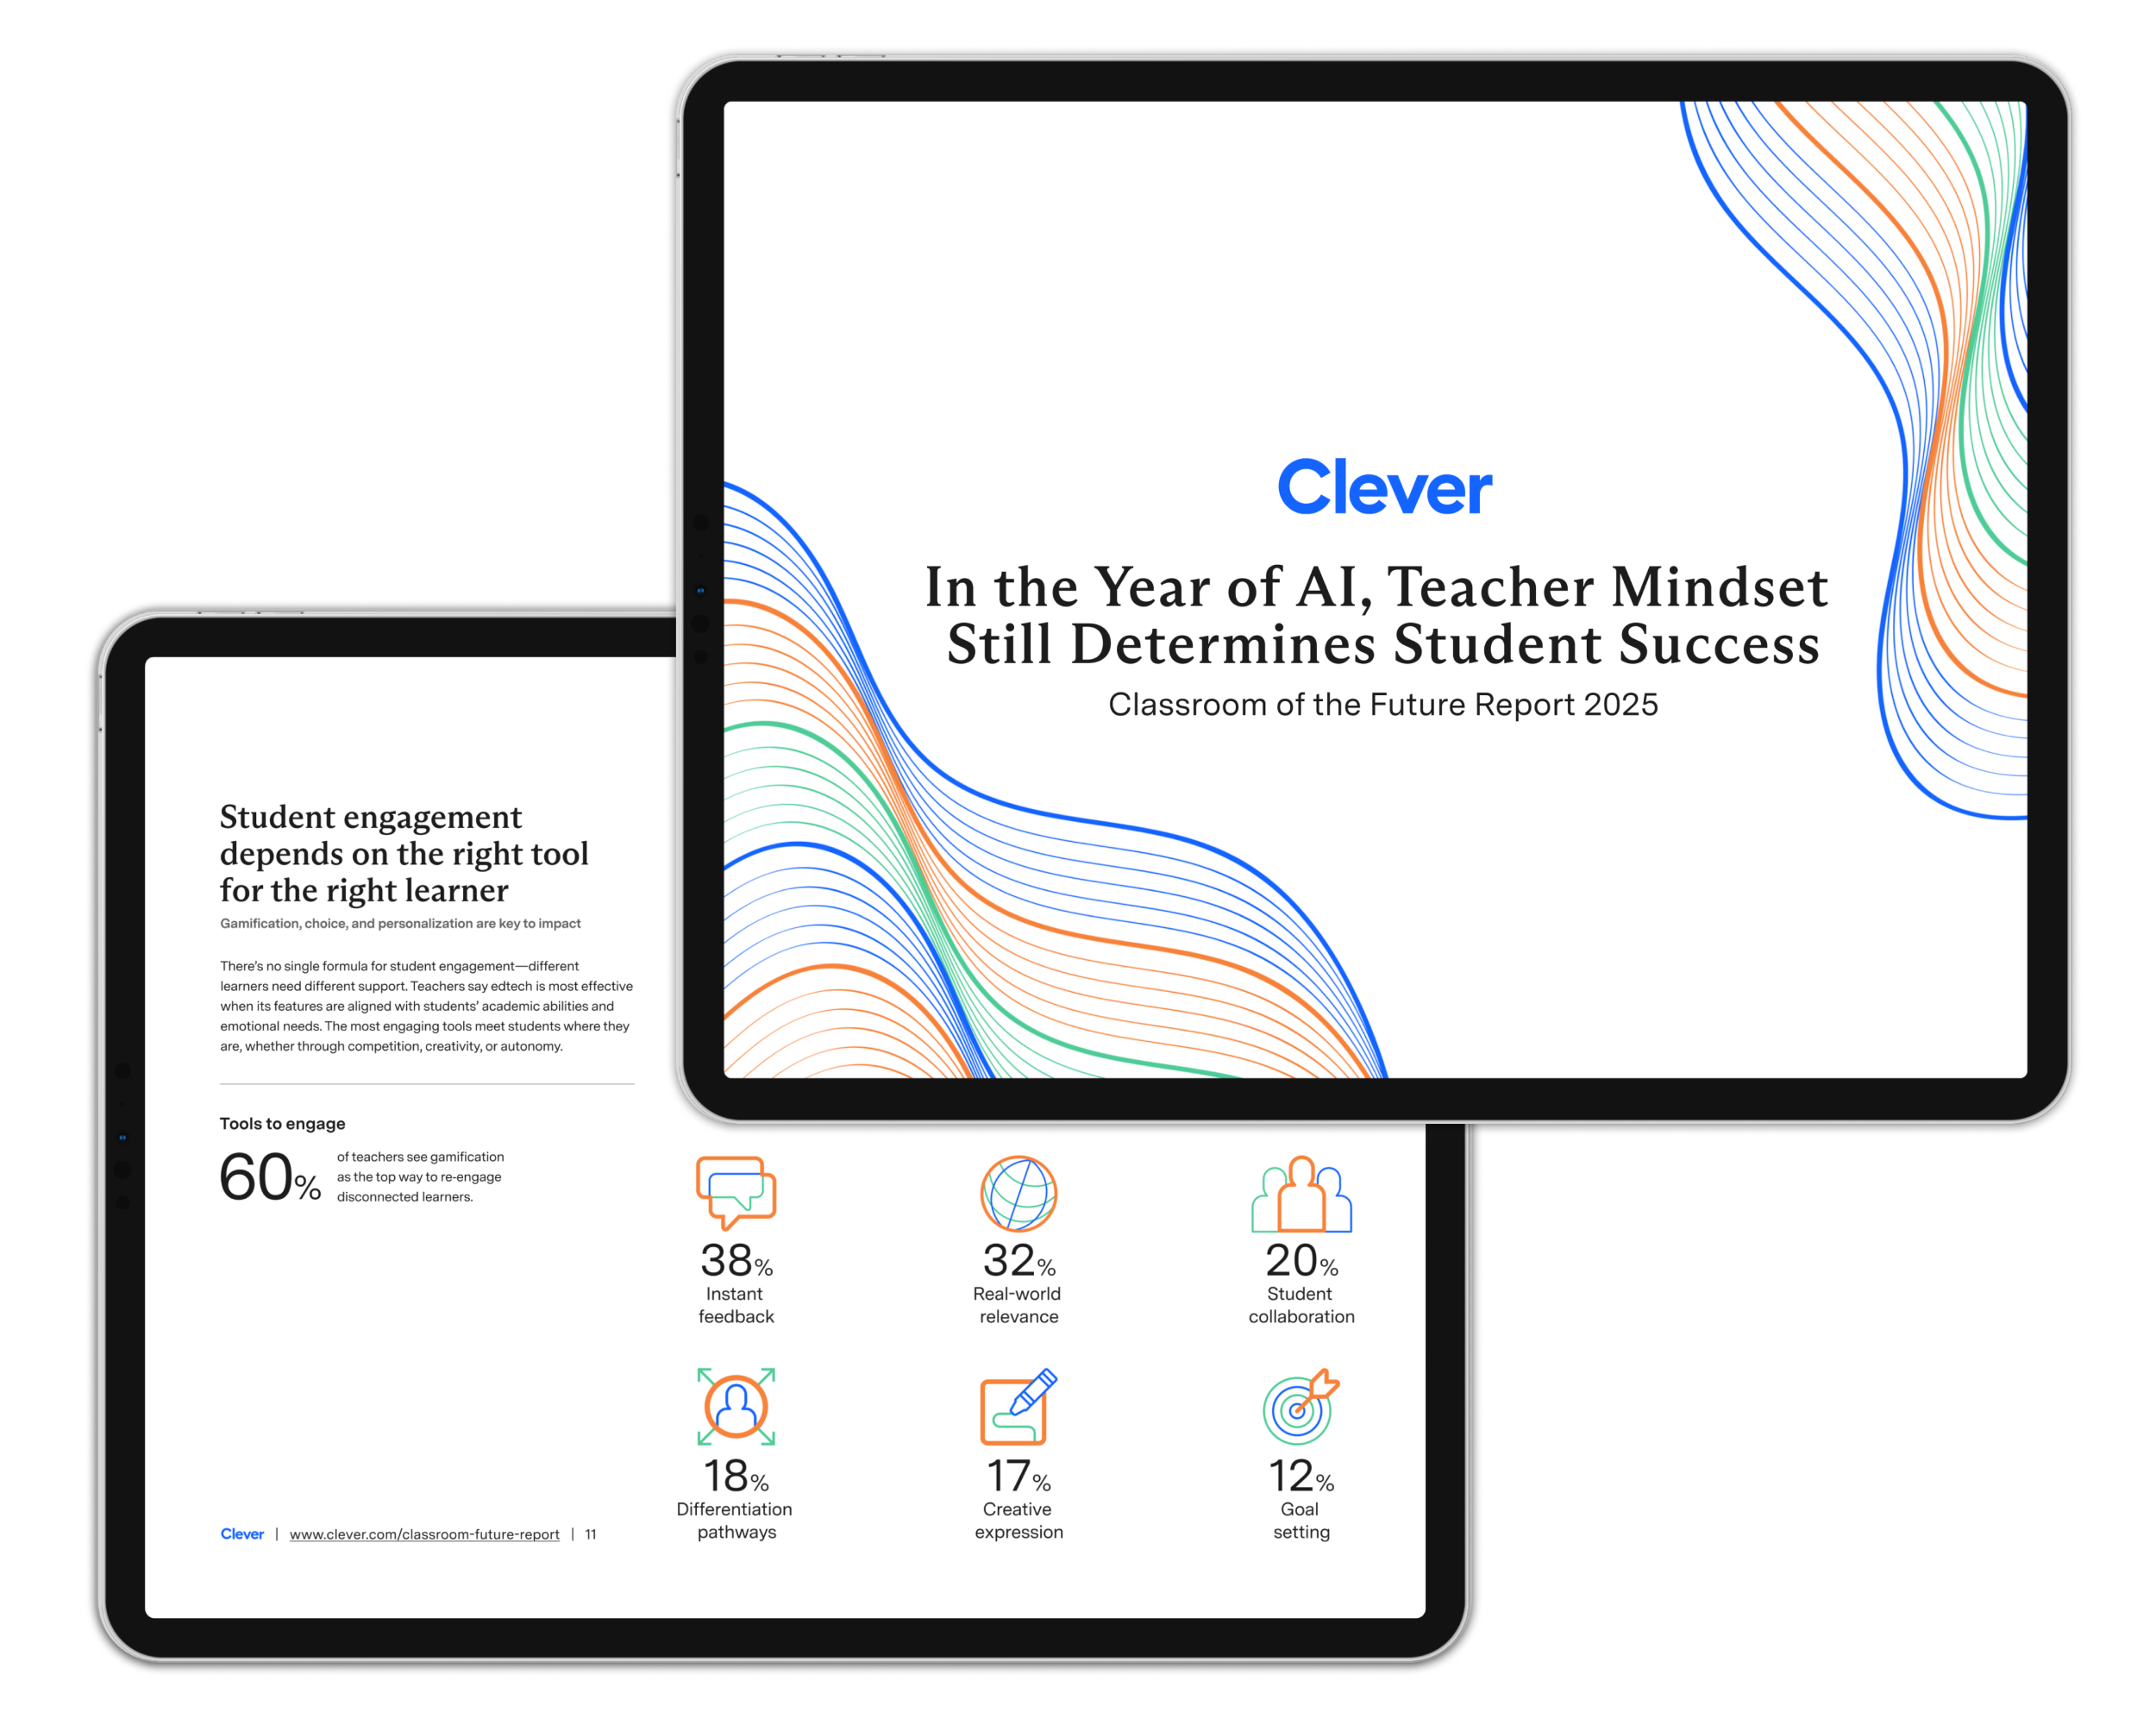 Clever
In the Year of AI, Teacher Mindset
Still Determines Student Success
Classroom of the Future Report 2025
Student engagement
depends on the right tool
for the right learner
Gamification, choice, and personalization are key to impact
There’s no single formula for student engagement—different
learners need different support. Teachers say edtech is most effective
when its features are aligned with students’ academic abilities and
emotional needs. The most engaging tools meet students where they
are, whether through competition, creativity, or autonomy.
Tools to engage
60%
of teachers see gamification
as the top way to re-engage
disconnected learners.
38%
Instant
feedback
32%
Real-world
relevance
20%
Student
collaboration
18%
Differentiation
pathways
17%
Creative
expression
12%
Goal
setting
Clever | www.clever.com/classroom-future-report | 11